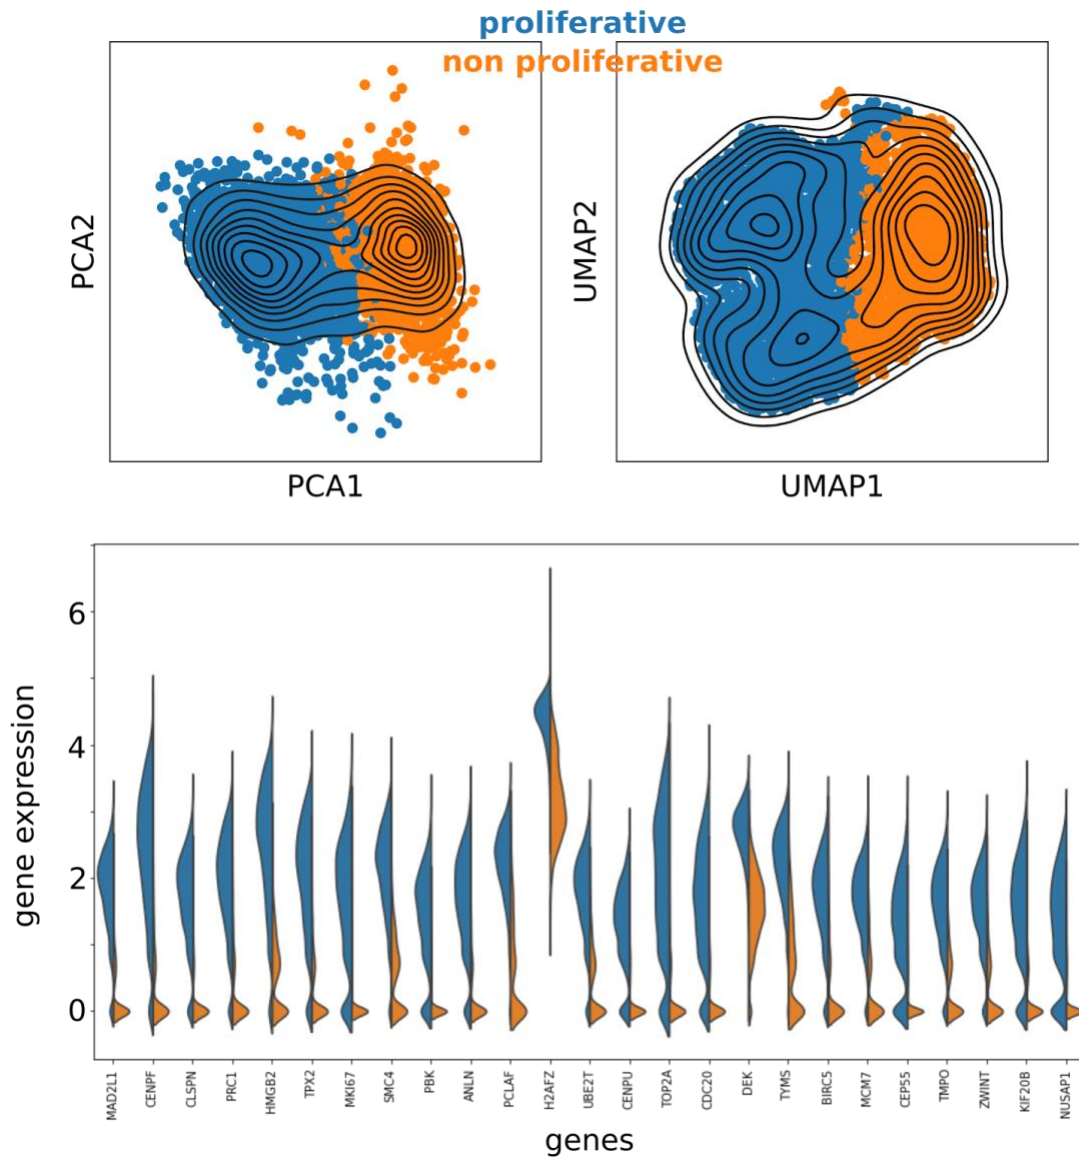 proliferative
non proliferative
PCA2
PCA1
UMAP2
UMAP1
gene expression
6
4
2
0
MAD2L1
CENPF
CLSPN
PRC1
HMGB2
TPX2
MKI67
SMC4
PBK
ANLN
PCLAF
H2AFZ
UBE2T
CENPU
TOP2A
CDC20
DEK
TYMS
BIRC5
MCM7
CEP55
TMPO
ZWINT
KIF20B
NUSAP1
genes